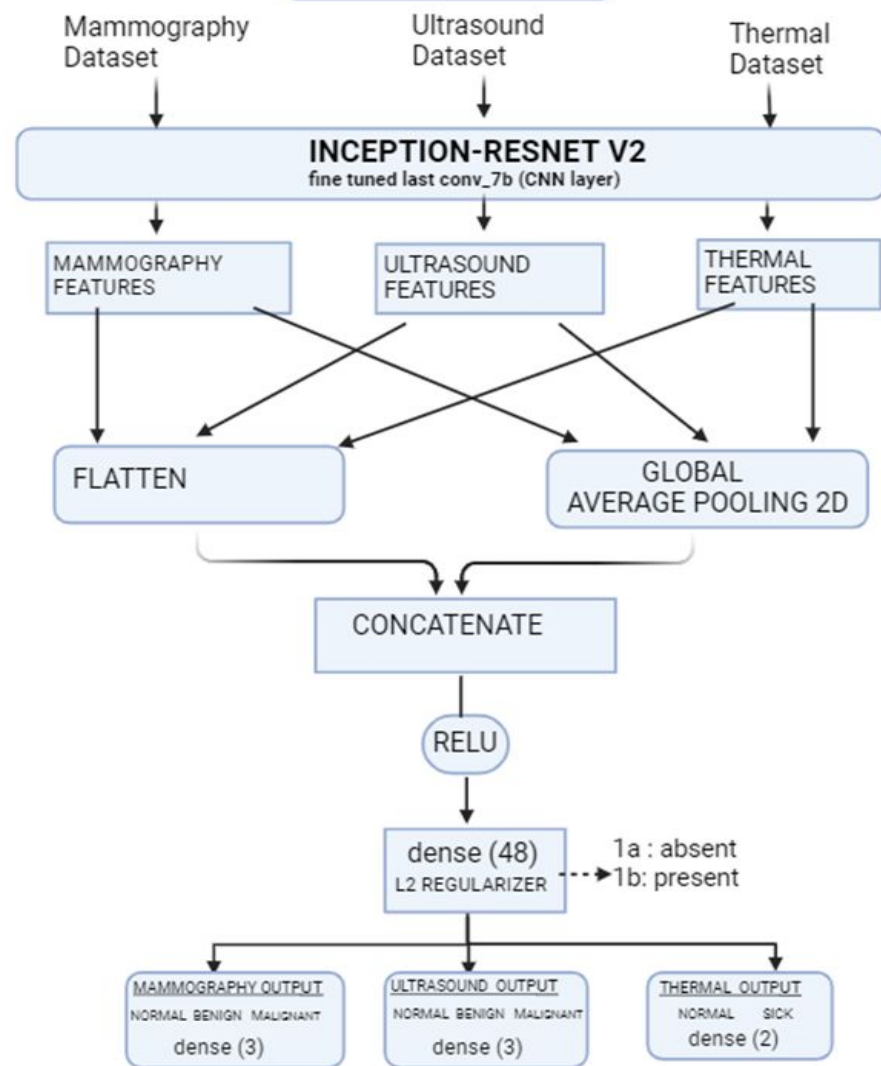 Mammography
Dataset
Ultrasound
Dataset
Thermal
Dataset
INCEPTION-RESNET V2
fine tuned last conv_7b (CNN layer)
MAMMOGRAPHY
FEATURES
ULTRASOUND
FEATURES
THERMAL
FEATURES
FLATTEN
GLOBAL
AVERAGE POOLING 2D
CONCATENATE
RELU
dense (48)
L2 REGULARIZER
1a : absent
1b: present
MAMMOGRAPHY OUTPUT
NORMAL BENIGN MALIGNANT
dense (3)
ULTRASOUND OUTPUT
NORMAL BENIGN MALIGNANT
dense (3)
THERMAL OUTPUT
NORMAL SICK
dense (2)